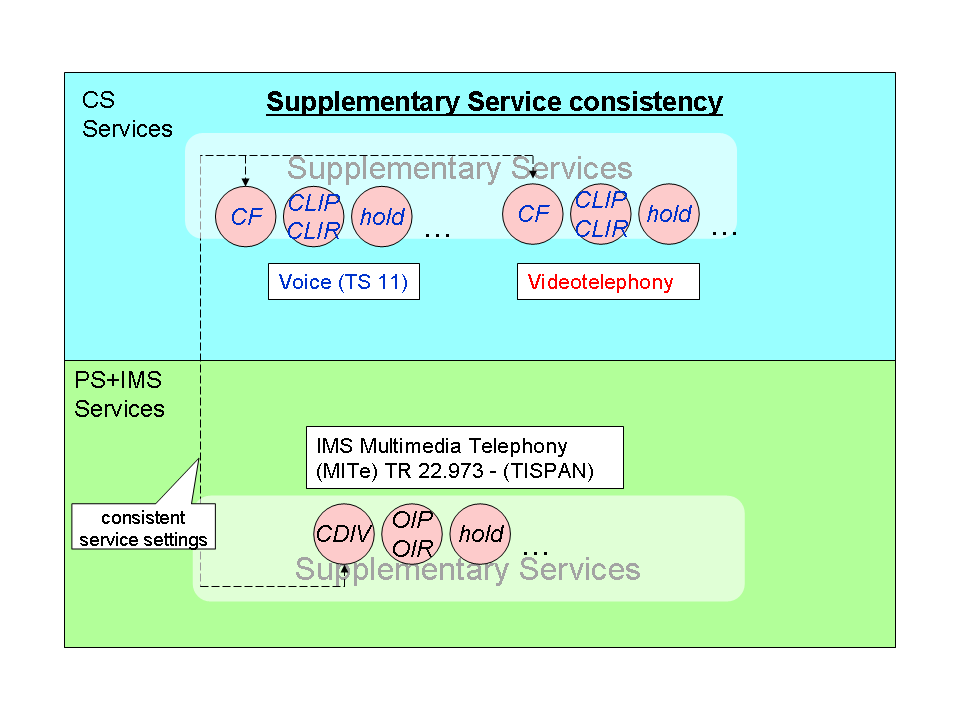 CS
Services
Supplementary Service consistency
Supplementary Services
CF
CLIP
CLIR
hold
...
CF
CLIP
CLIR
hold
...
Voice (TS 11)
Videotelephony
PS+IMS
Services
IMS Multimedia Telephony
(MITe) TR 22.973 - (TISPAN)
consistent
service settings
CDIV
OIP
OIR
hold
...
Supplementary Services